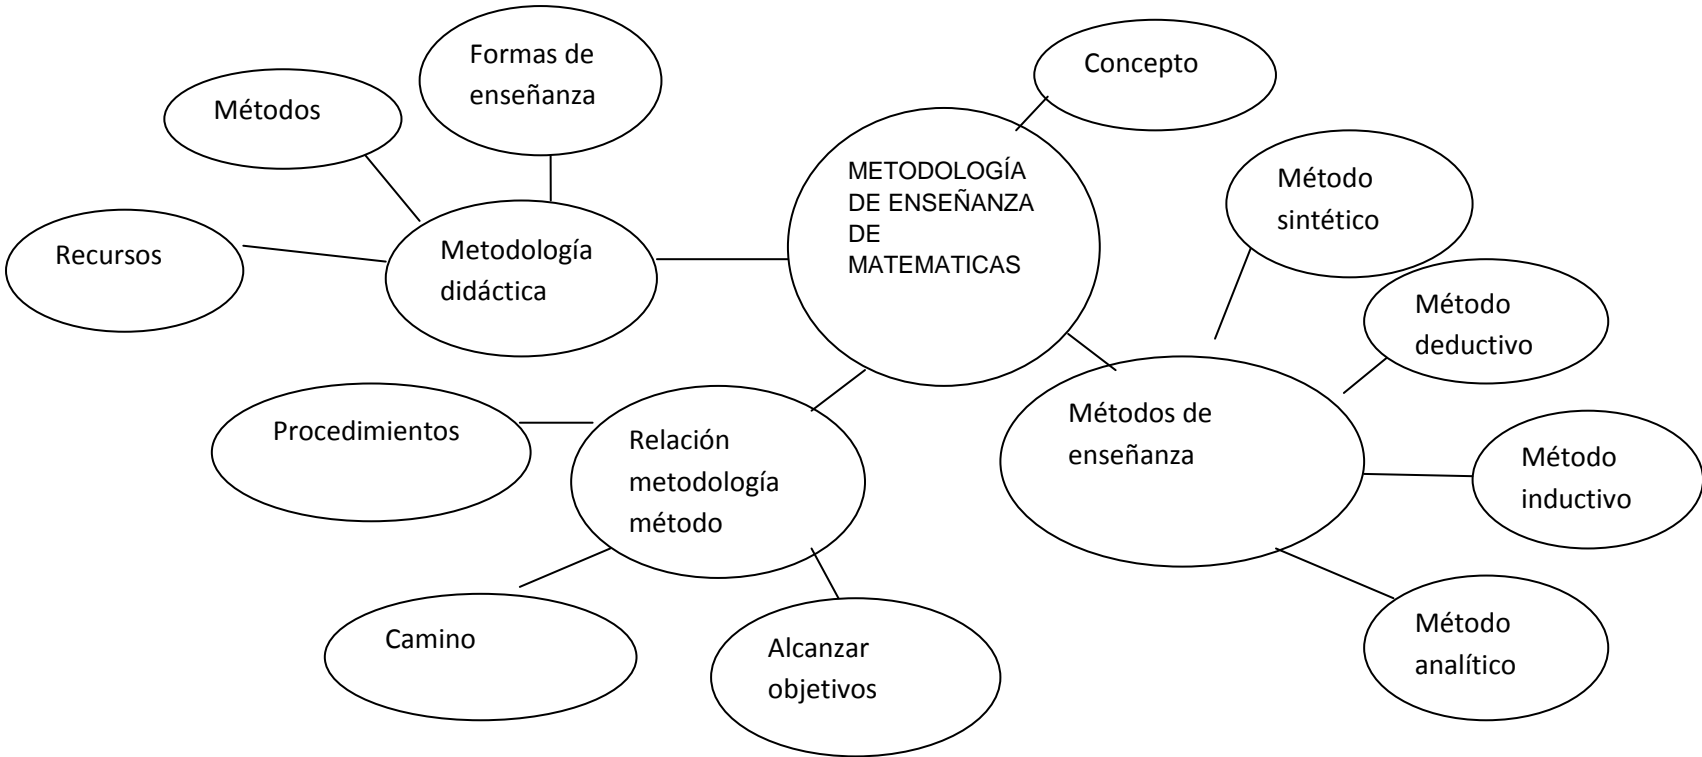 Formas de
enseñanza
Concepto
Métodos
METODOLOGÍA
DE ENSEÑANZA
DE
MATEMATICAS
Método
sintético
Recursos
Metodología
didáctica
Método
deductivo
Procedimientos
Relación
metodología
método
Métodos de
enseñanza
Método
inductivo
Camino
Alcanzar
objetivos
Método
analítico